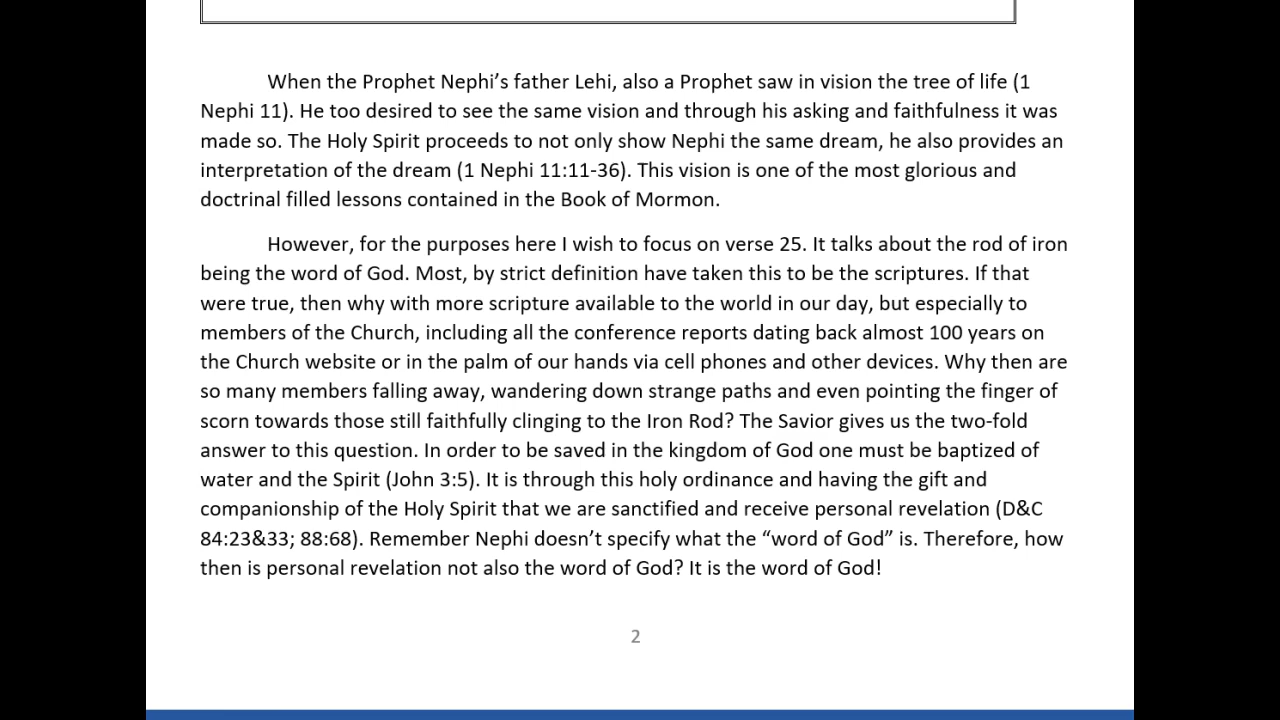 When the Prophet Nephi’s father Lehi, also a Prophet saw in vision the tree of life (1
Nephi 11). He too desired to see the same vision and through his asking and faithfulness it was
made so. The Holy Spirit proceeds to not only show Nephi the same dream, he also provides an
interpretation of the dream (1 Nephi 11:11-36). This vision is one of the most glorious and
doctrinal filled lessons contained in the Book of Mormon.
However, for the purposes here I wish to focus on verse 25. It talks about the rod of iron
being the word of God. Most, by strict definition have taken this to be the scriptures. If that
were true, then why with more scripture available to the world in our day, but especially to
members of the Church, including all the conference reports dating back almost 100 years on
the Church website or in the palm of our hands via cell phones and other devices. Why then are
so many members falling away, wandering down strange paths and even pointing the finger of
scorn towards those still faithfully clinging to the Iron Rod? The Savior gives us the two-fold
answer to this question. In order to be saved in the kingdom of God one must be baptized of
water and the Spirit (John 3:5). It is through this holy ordinance and having the gift and
companionship of the Holy Spirit that we are sanctified and receive personal revelation (D&C
84:23&33; 88:68). Remember Nephi doesn’t specify what the “word of God” is. Therefore, how
then is personal revelation not also the word of God? It is the word of God!
2